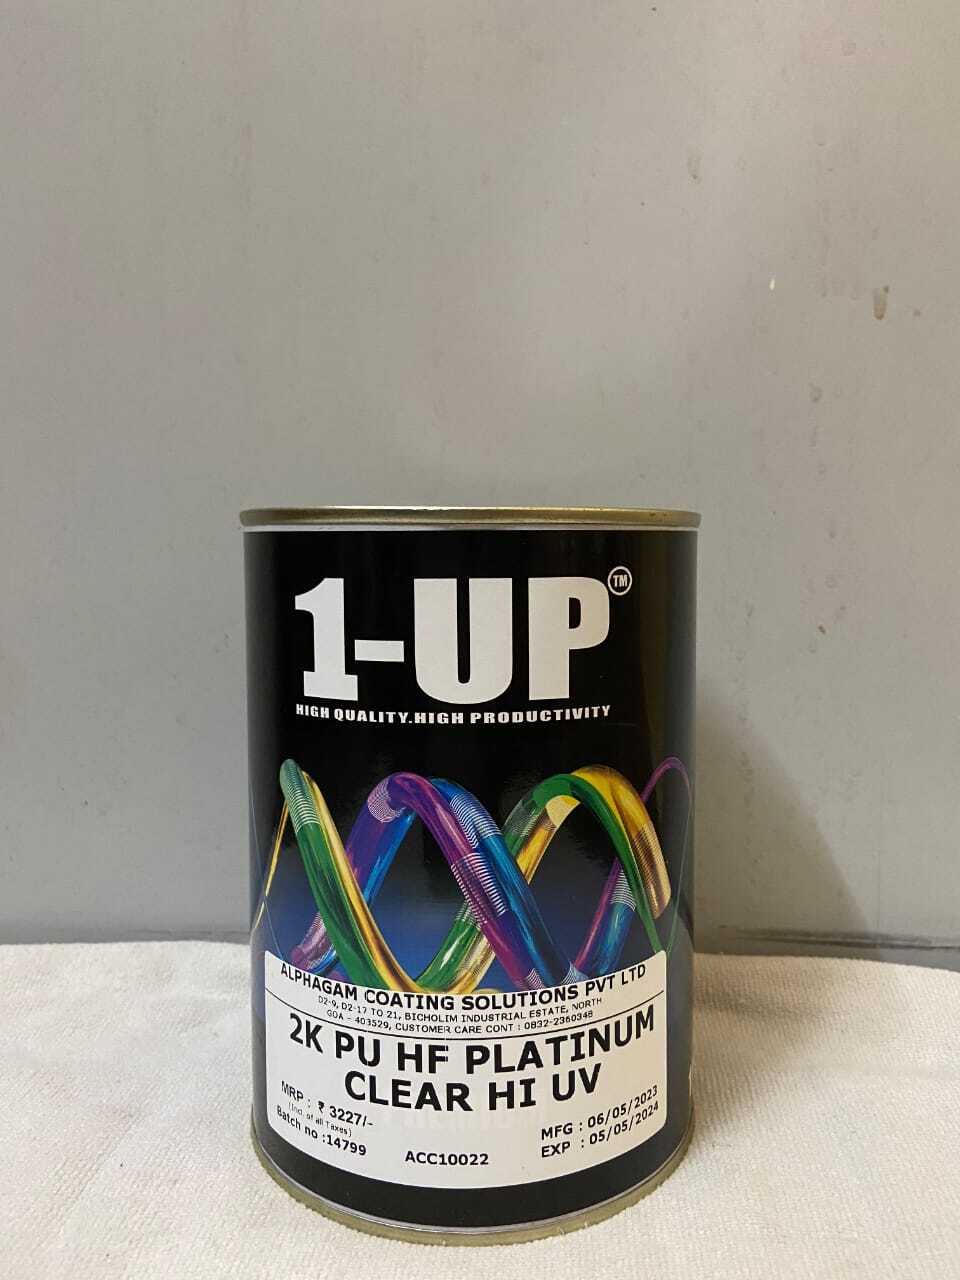 1-UP™
HIGH QUALITY.HIGH PRODUCTIVITY
ALPHAGAM COATING SOLUTIONS PVT LTD
D2-9, D2-17 TO 21, BICHOLIM INDUSTRIAL ESTATE, NORTH
GOA - 403529, CUSTOMER CARE CONT : 0832-2360348
2K PU HF PLATINUM
CLEAR HI UV
MRP : ₹ 3227/-
(Incl. of all Taxes)
Batch no :14799
ACC10022
MFG : 06/05/2023
EXP : 05/05/2024